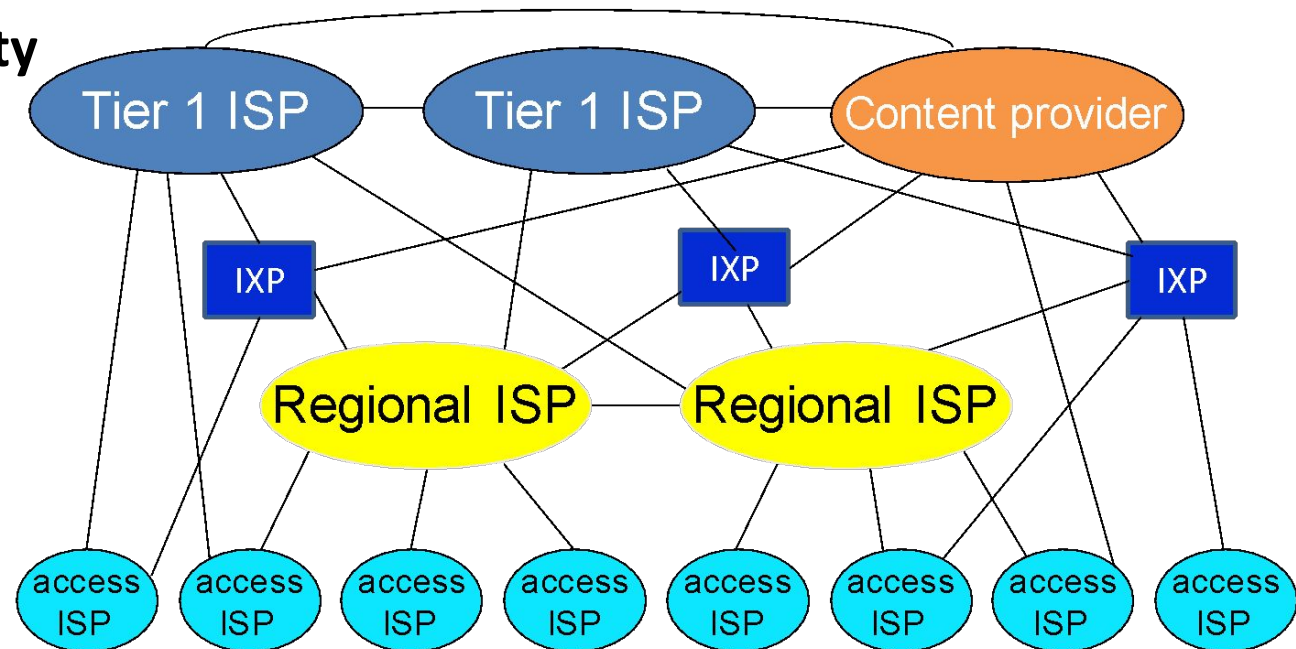 ty
Tier 1 ISP
Tier 1 ISP
Content provider
IXP
IXP
IXP
Regional ISP
Regional ISP
access
ISP
access
ISP
access
ISP
access
ISP
access
ISP
access
ISP
access
ISP
access
ISP